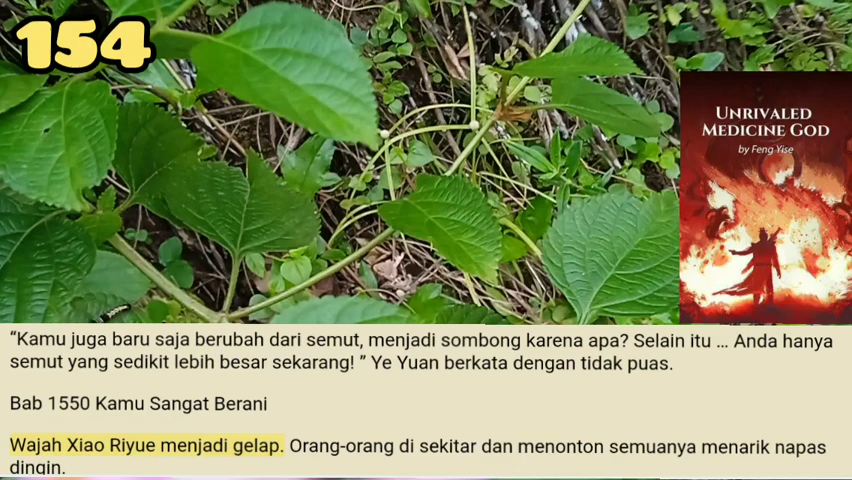 154
UNRIVALED
MEDICINE GOD
by Feng Yise
“Kamu juga baru saja berubah dari semut, menjadi sombong karena apa? Selain itu ... Anda hanya
semut yang sedikit lebih besar sekarang! ” Ye Yuan berkata dengan tidak puas.
Bab 1550 Kamu Sangat Berani
Wajah Xiao Riyue menjadi gelap. Orang-orang di sekitar dan menonton semuanya menarik napas
dingin.